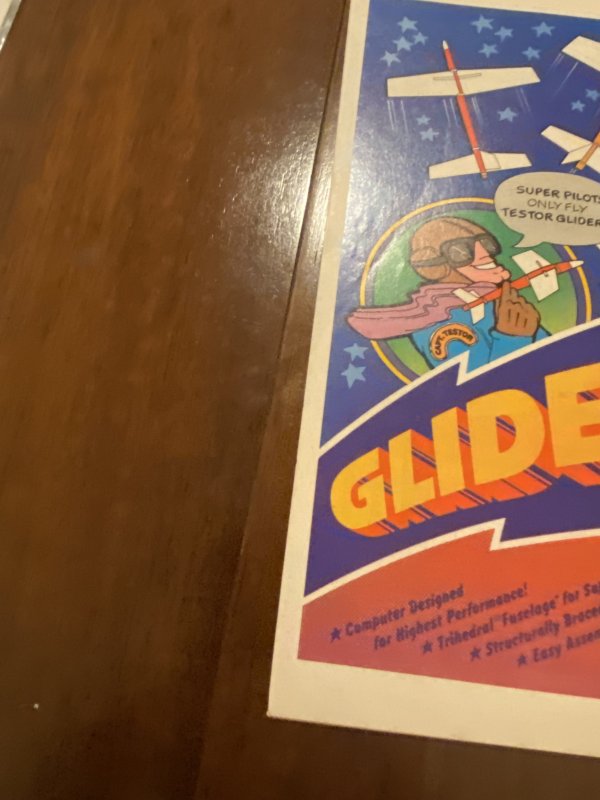 SUPER PILOTS
ONLY FLY
TESTOR GLIDER
CAPT. TESTOR
GLIDE
★ Computer Designed
for Highest Performance!
★ Trihedral "Fuselage" for
★ Structurally
★ Easy